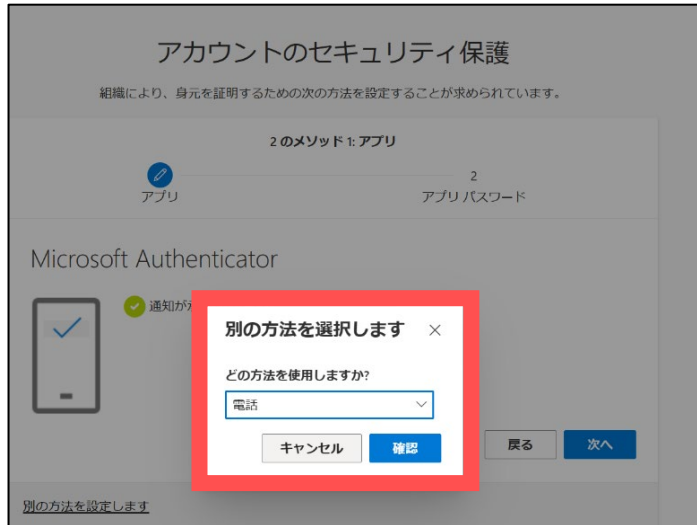 アカウントのセキュリティ保護
組織により、身元を証明するための次の方法を設定することが求められています。
2 のメソッド 1: アプリ
2
アプリ
アプリ パスワード
Microsoft Authenticator
通知が
別の方法を選択します
どの方法を使用しますか?
電話
キャンセル
確認
戻る
次へ
別の方法を設定します